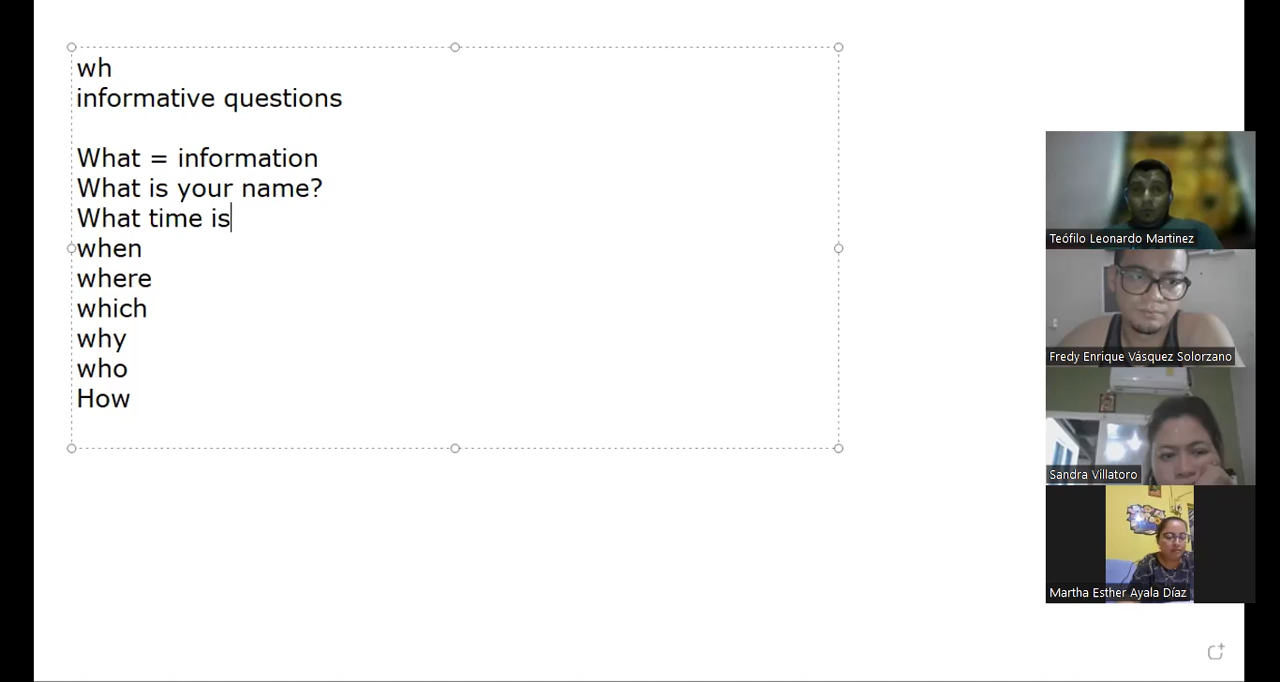 wh
informative questions
What = information
What is your name?
What time is
when
where
which
why
who
How
Teófilo Leonardo Martinez
Fredy Enrique Vásquez Solorzano
Sandra Villatoro
Martha Esther Ayala Díaz